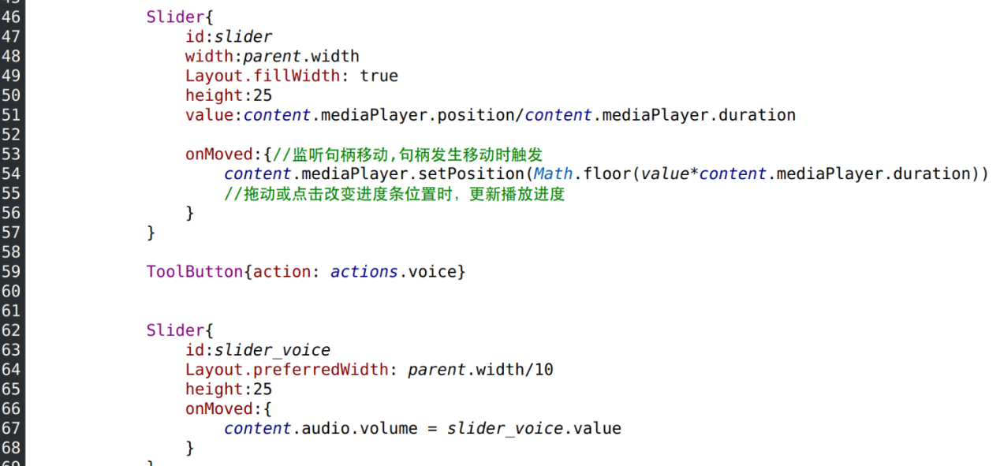 46 Slider{
47 id:slider
48 width:parent.width
49 Layout.fillWidth: true
50 height:25
51 value:content.mediaPlayer.position/content.mediaPlayer.duration
52
53 onMoved:{//监听句柄移动,句柄发生移动时触发
54 content.mediaPlayer.setPosition(Math.floor(value*content.mediaPlayer.duration))
55 //拖动或点击改变进度条位置时，更新播放进度
56 }
57 }
58
59 ToolButton{action: actions.voice}
60
61
62 Slider{
63 id:slider_voice
64 Layout.preferredWidth: parent.width/10
65 height:25
66 onMoved:{
67 content.audio.volume = slider_voice.value
68 }